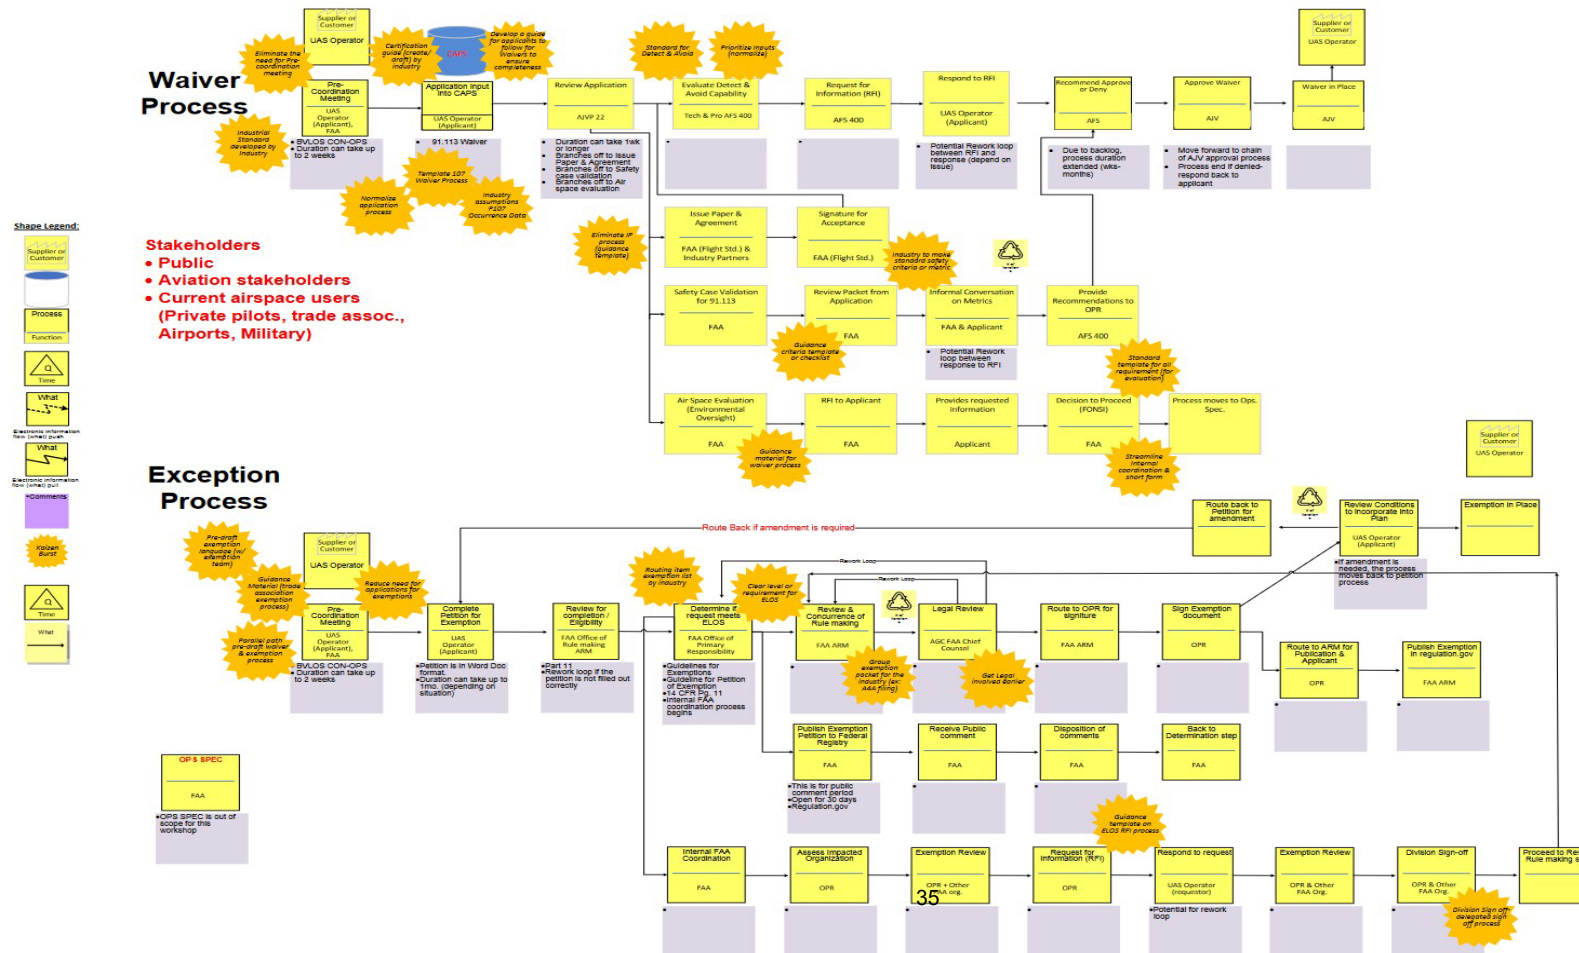 Waiver
Process
Supplier or
Customer
UAS Operator
Eliminate the
need for Pre-
coordination
meeting
Certification
guide (create/
draft) by
industry
CAPS
Develop a guide
for applicants to
follow for
Waivers to
ensure
completeness
Standard for
Detect & Avoid
Prioritize inputs
(normalize)
Supplier or
Customer
UAS Operator
Pre-
Coordination
Meeting
UAS
Operator
(Applicant),
FAA
Application Input
into CAPS
UAS Operator
(Applicant)
Review Application
AJVP 22
Evaluate Detect &
Avoid Capability
Tech & Pro AFS 400
Request for
Information (RFI)
AFS 400
Respond to RFI
UAS Operator
(Applicant)
Recommend Approve
or Deny
AFS
Approve Waiver
AJV
Waiver in Place
AJV
Industrial
Standard
developed by
industry
• BVLOS CON-OPS
• Duration can take up
to 2 weeks
• 91.113 Waiver
• Duration can take 1wk
or longer
• Branches off to Issue
Paper & Agreement
• Branches off to Safety
case validation
• Branches off to Air
space evaluation
• Potential Rework loop
between RFI and
response (depend on
issue)
• Due to backlog,
process duration
extended (wks-
months)
• Move forward to chain
of AJV approval process
• Process end if denied-
respond back to
applicant
Template 107
Waiver Process
Normalize
application
process
Industry
assumptions
P107
Occurrence Data
Eliminate IP
process
(guidance
template)
Issue Paper &
Agreement
FAA (Flight Std.) &
Industry Partners
Signature for
Acceptance
FAA (Flight Std.)
Industry to make
standard safety
criteria or metric
Shape Legend:
Supplier or
Customer
Process
Function
Time
What
Electronic information
flow (what) push
What
Electronic information
flow (what) pull
•Comments
Kaizen
Burst
Time
What
Stakeholders
• Public
• Aviation stakeholders
• Current airspace users
(Private pilots, trade assoc.,
Airports, Military)
Safety Case Validation
for 91.113
FAA
Review Packet from
Application
FAA
Informal Conversation
on Metrics
FAA & Applicant
Provide
Recommendations to
OPR
AFS 400
Guidance
criteria template
or checklist
• Potential Rework
loop between
response to RFI
Standard
template for all
requirement (for
evaluation)
Air Space Evaluation
(Environmental
Oversight)
FAA
RFI to Applicant
FAA
Provides requested
information
Applicant
Decision to Proceed
(FONSI)
FAA
Process moves to Ops.
Spec.
Guidance
material for
waiver process
Streamline
internal
coordination &
short form
Supplier or
Customer
UAS Operator
Exception
Process
Route Back if amendment is required
Route back to
Petition for
amendment
Review Conditions
to Incorporate into
Plan
UAS Operator
(Applicant)
Exemption in Place
•If amendment is
needed, the process
moves back to petition
process
Pre-draft
exemption
language (w/
exemption
team)
Supplier or
Customer
UAS Operator
Guidance
Material (trade
association
exemption
process)
Reduce need for
applications for
exemptions
Parallel path
pre-draft waiver
& exemption
process
Routing item
exemption list
by industry
Clear level or
requirement for
ELOS
Rework Loop
Rework Loop
Pre-
Coordination
Meeting
UAS
Operator
(Applicant),
FAA
Complete
Petition for
Exemption
UAS
Operator
(Applicant)
Review for
completion /
Eligibility
FAA Office of
Rule making
ARM
Determine if
request meets
ELOS
FAA Office of
Primary
Responsibility
Review &
Concurrence of
Rule making
FAA ARM
Legal Review
AGC FAA Chief
Counsel
Route to OPR for
signiture
FAA ARM
Sign Exemption
document
OPR
Route to ARM for
Publication &
Applicant
OPR
Publish Exemption
in regulation.gov
FAA ARM
• BVLOS CON-OPS
• Duration can take up
to 2 weeks
•Petition is in Word Doc
format.
•Duration can take up to
1mo. (depending on
situation)
•Part 11
•Rework loop if the
petition is not filled out
correctly
•Guidelines for
Exemptions
•Guideline for Petition
of Exemption
•14 CFR Pg. 11
•Internal FAA
coordination process
begins
Group
exemption
packet for the
industry (ex:
A4A filing)
Get Legal
involved Earlier
Publish Exemption
Petition to Federal
Registry
FAA
Receive Public
comment
FAA
Disposition of
comments
FAA
Back to
Determination step
FAA
•This is for public
comment period
•Open for 30 days
•Regulation.gov
OPS SPEC
FAA
•OPS SPEC is out of
scope for this
workshop
Guidance
template on
ELOS RFI process
Internal FAA
Coordination
FAA
Assess Impacted
Organization
OPR
Exemption Review
OPR + Other
FAA org.
Request for
Information (RFI)
OPR
Respond to request
UAS Operator
(requestor)
Exemption Review
OPR & Other
FAA Org.
Division Sign-off
OPR & Other
FAA Org.
Proceed to Rev
Rule making s
•Potential for rework
loop
Division Sign off-
delegated sign
off process
35